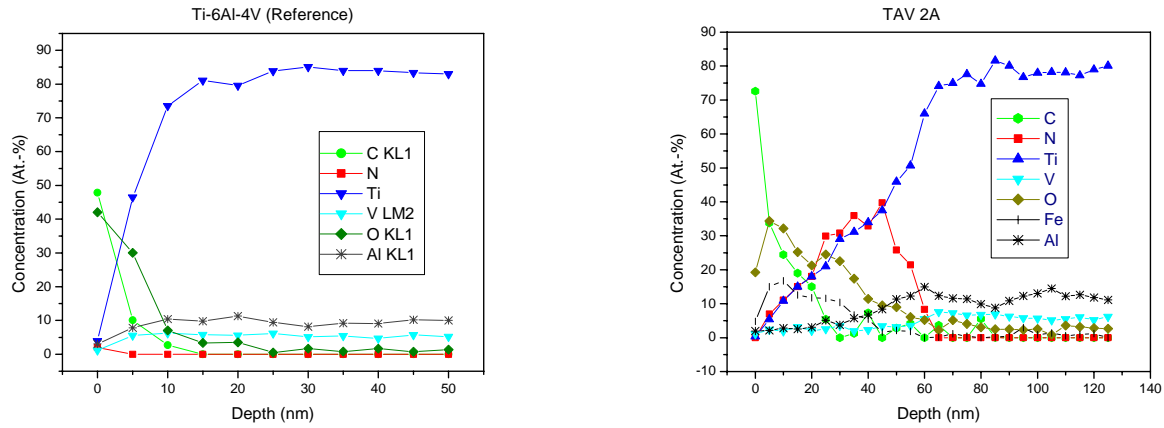 Ti-6Al-4V (Reference)
90
80
70
60
50
40
30
20
10
0
Concentration (At.-%)
0 10 20 30 40 50
Depth (nm)
C KL1
N
Ti
V LM2
O KL1
Al KL1
TAV 2A
90
80
70
60
50
40
30
20
10
0
-10
Concentration (At.-%)
0 20 40 60 80 100 120 140
Depth (nm)
C
N
Ti
V
O
Fe
Al